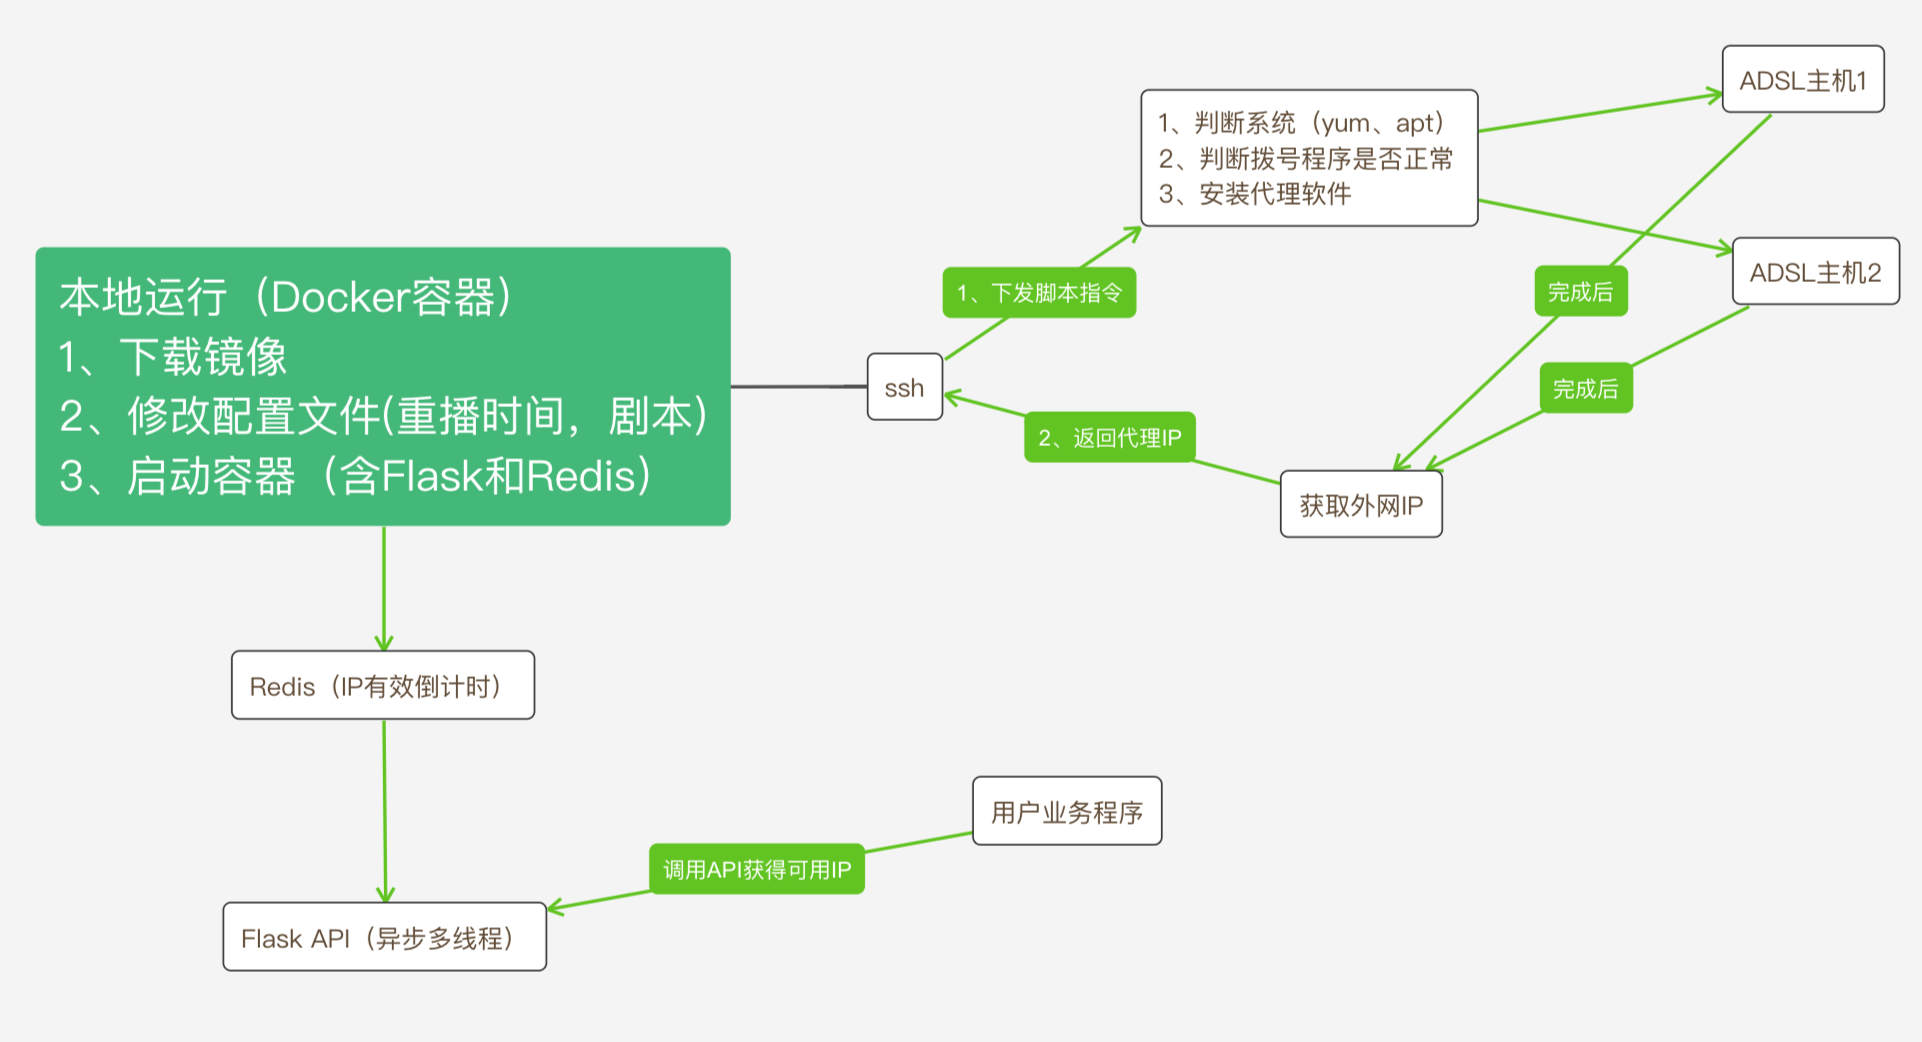 本地运行（Docker容器）
1、下载镜像
2、修改配置文件(重播时间，剧本)
3、启动容器（含Flask和Redis）
ssh
1、下发脚本指令
1、判断系统（yum、apt）
2、判断拨号程序是否正常
3、安装代理软件
ADSL主机1
ADSL主机2
完成后
完成后
获取外网IP
2、返回代理IP
Redis（IP有效倒计时）
Flask API（异步多线程）
调用API获得可用IP
用户业务程序